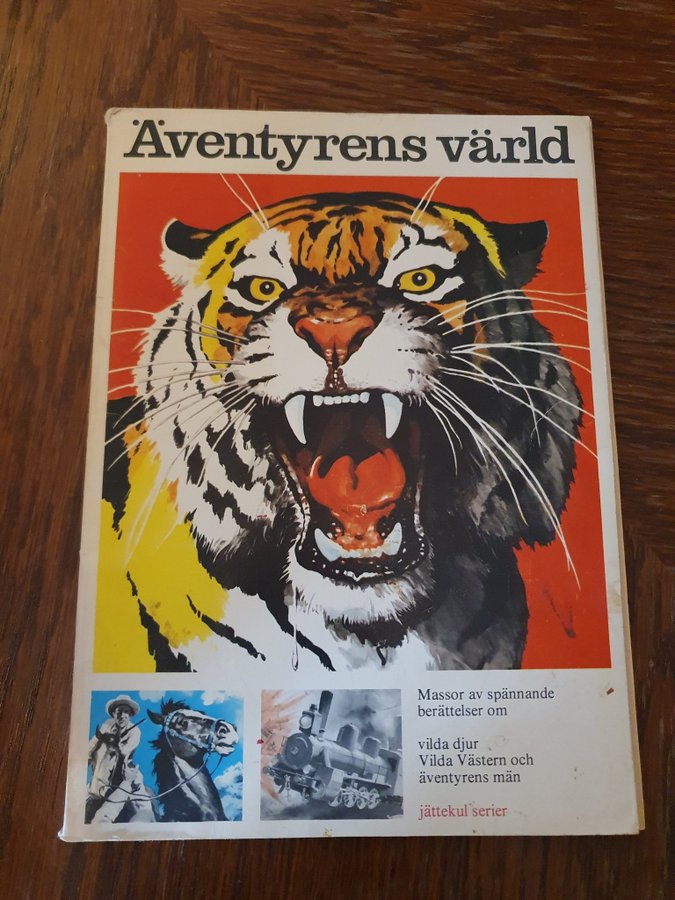 Äventyrens värld
Massor av spännande
berättelser om
vilda djur
Vilda Västern och
äventyrens män
jättekul serier